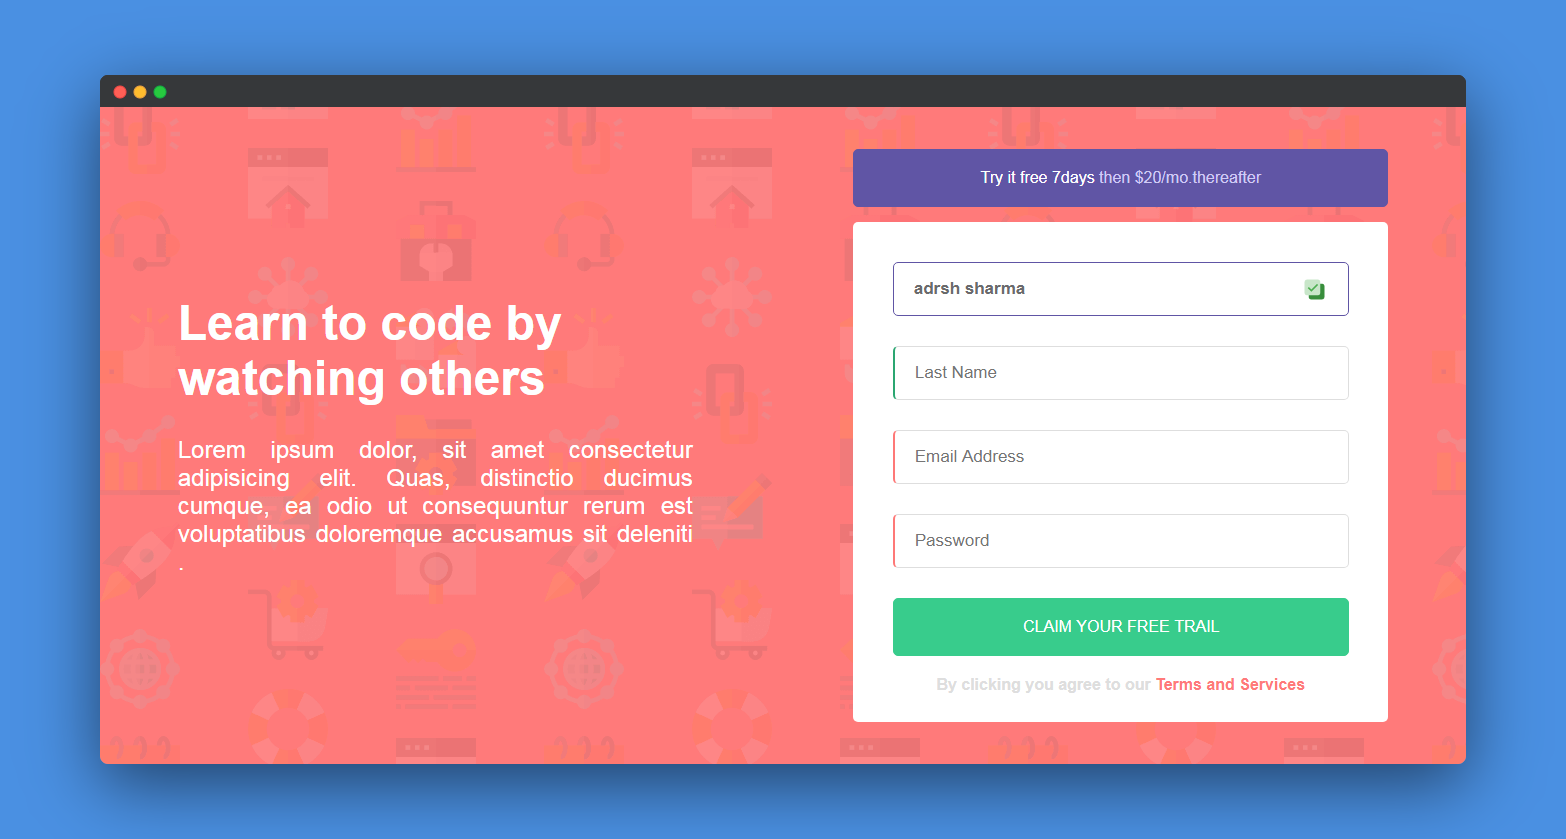 Learn to code by
watching others
Lorem ipsum dolor, sit amet consectetur
adipisicing elit. Quas, distinctio ducimus
cumque, ea odio ut consequuntur rerum est
voluptatibus doloremque accusamus sit deleniti
.
Try it free 7days then $20/mo.thereafter
adrsh sharma
Last Name
Email Address
Password
CLAIM YOUR FREE TRAIL
By clicking you agree to our Terms and Services